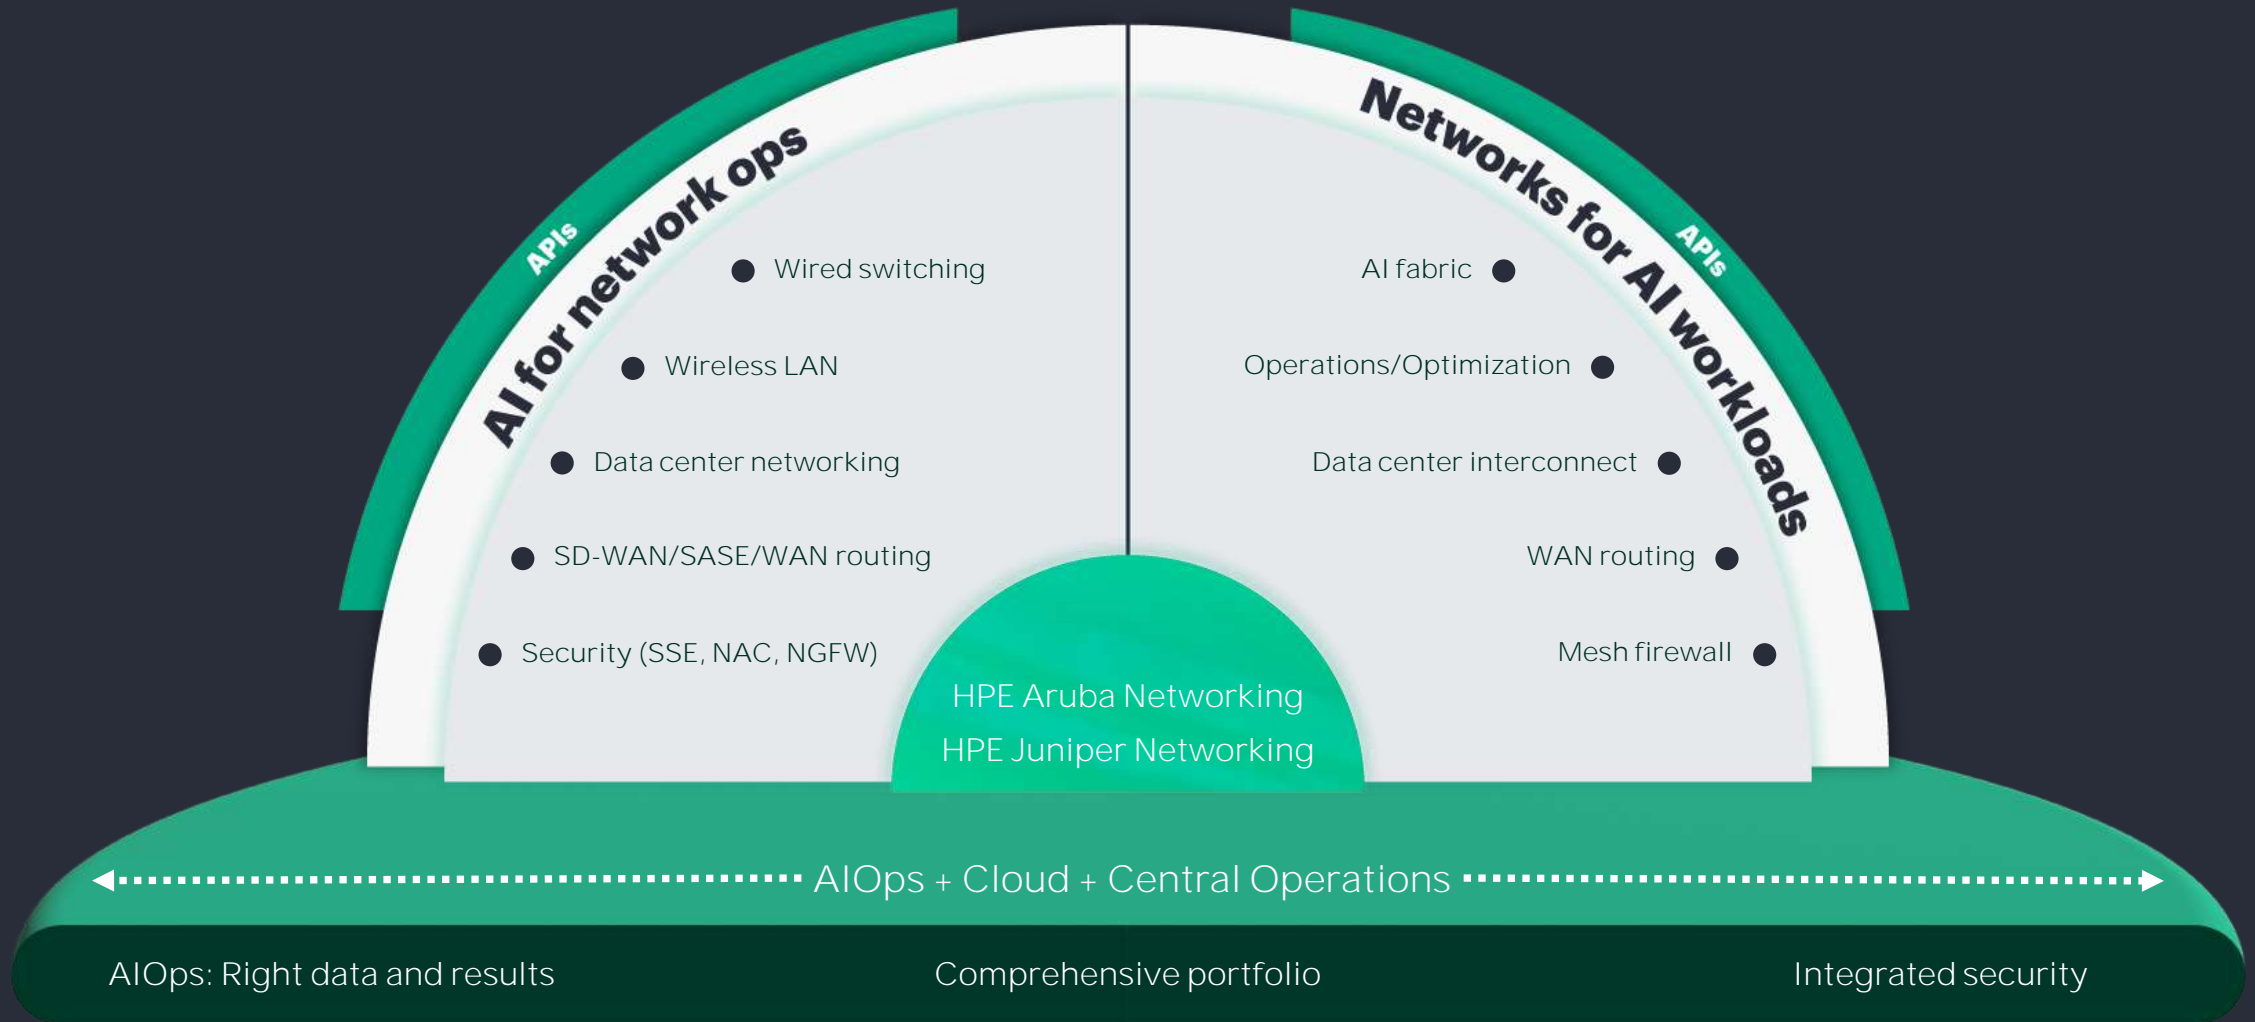 APIs
AI for network ops
Wired switching
Wireless LAN
Data center networking
SD-WAN/SASE/WAN routing
Security (SSE, NAC, NGFW)
APIs
Networks for AI workloads
AI fabric
Operations/Optimization
Data center interconnect
WAN routing
Mesh firewall
HPE Aruba Networking
HPE Juniper Networking
AIOps + Cloud + Central Operations
AIOps: Right data and results
Comprehensive portfolio
Integrated security